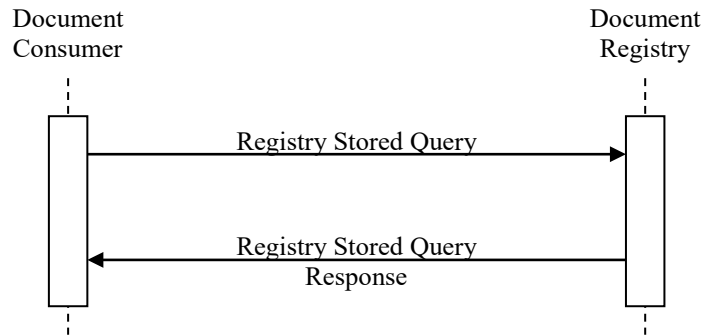 Document
Consumer
Document
Registry
Registry Stored Query
Registry Stored Query
Response